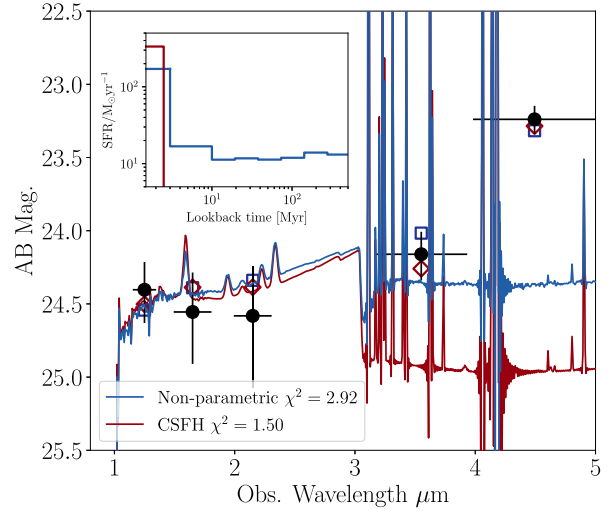 22.5
23.0
23.5
24.0
24.5
25.0
25.5
AB Mag.
10²
10¹
SFR/M⊙yr⁻¹
10¹ 10²
Lookback time [Myr]
Non-parametric χ² = 2.92
CSFH χ² = 1.50
1 2 3 4 5
Obs. Wavelength μm